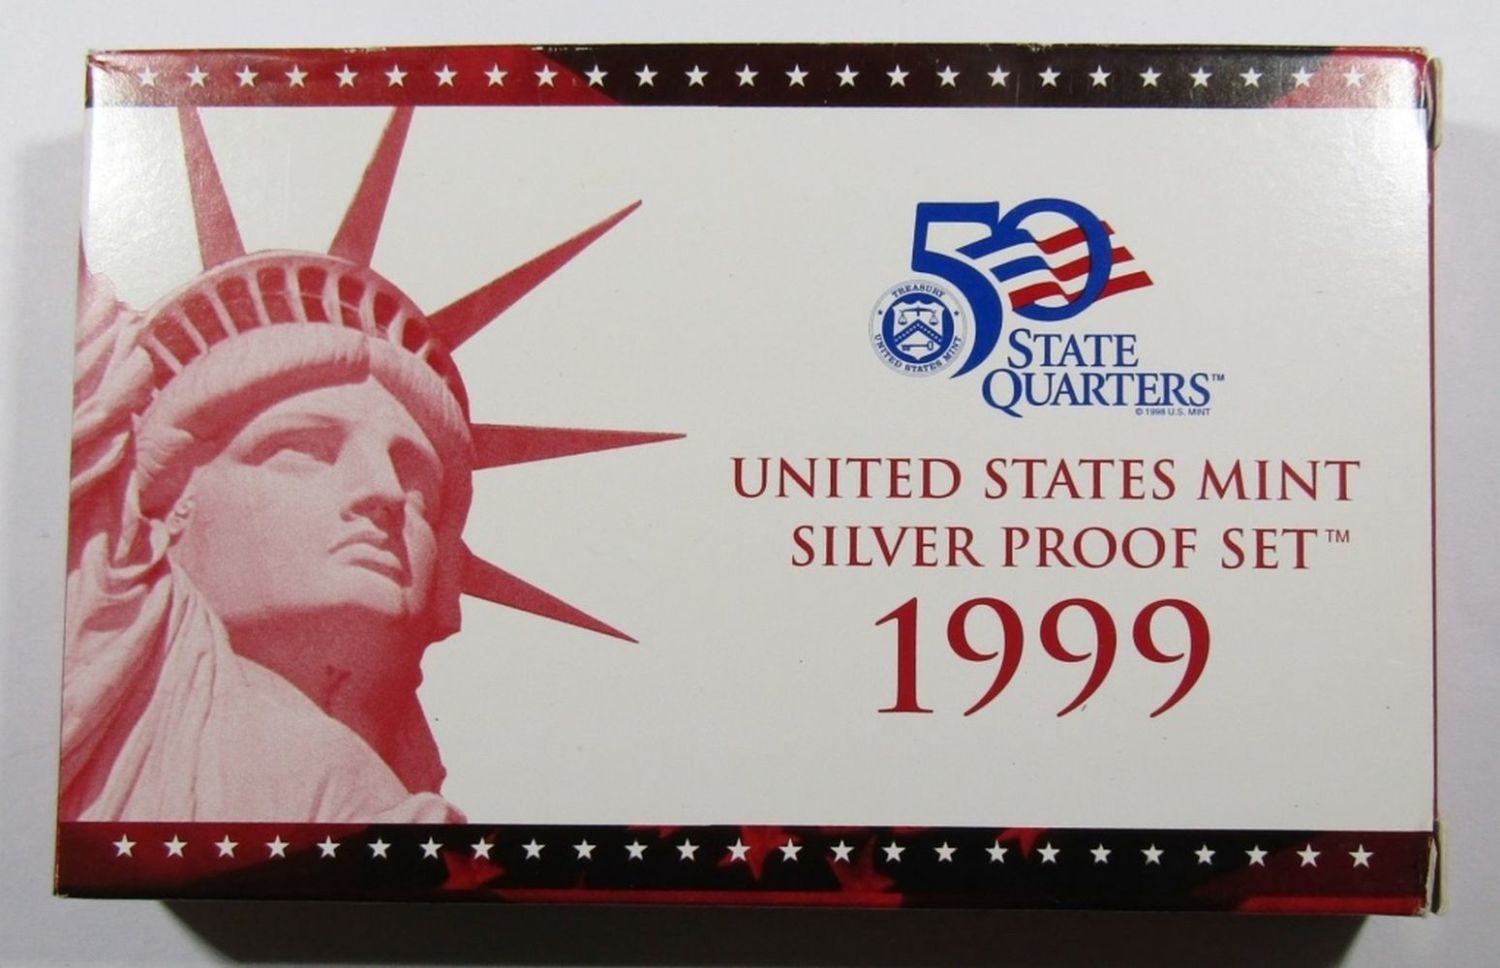 50
TREASURY
UNITED STATES MINT
STATE
QUARTERS™
© 1998 U.S. MINT
UNITED STATES MINT
SILVER PROOF SET™
1999